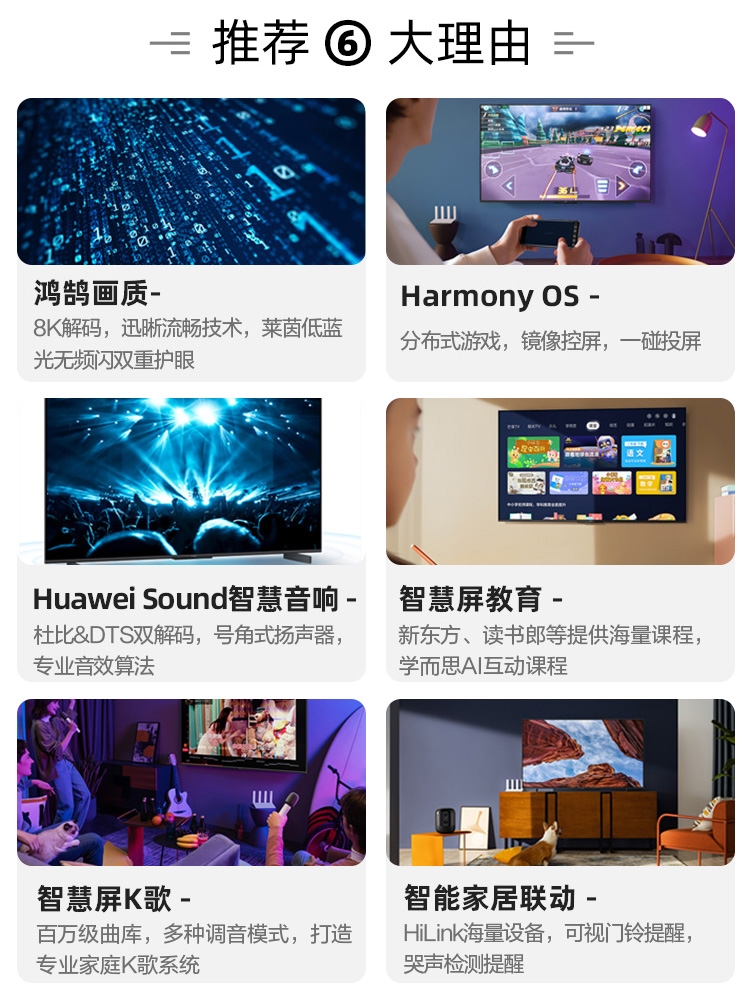 推荐 6 大理由
鸿鹄画质-
8K解码，迅晰流畅技术，莱茵低蓝
光无频闪双重护眼
PERFECT
Harmony OS -
分布式游戏，镜像控屏，一碰投屏
Huawei Sound智慧音响 -
杜比&DTS双解码，号角式扬声器，
专业音效算法
语文
数学
智慧屏教育 -
新东方、读书郎等提供海量课程，
学而思AI互动课程
智慧屏K歌 -
百万级曲库，多种调音模式，打造
专业家庭K歌系统
智能家居联动 -
HiLink海量设备，可视门铃提醒，
哭声检测提醒